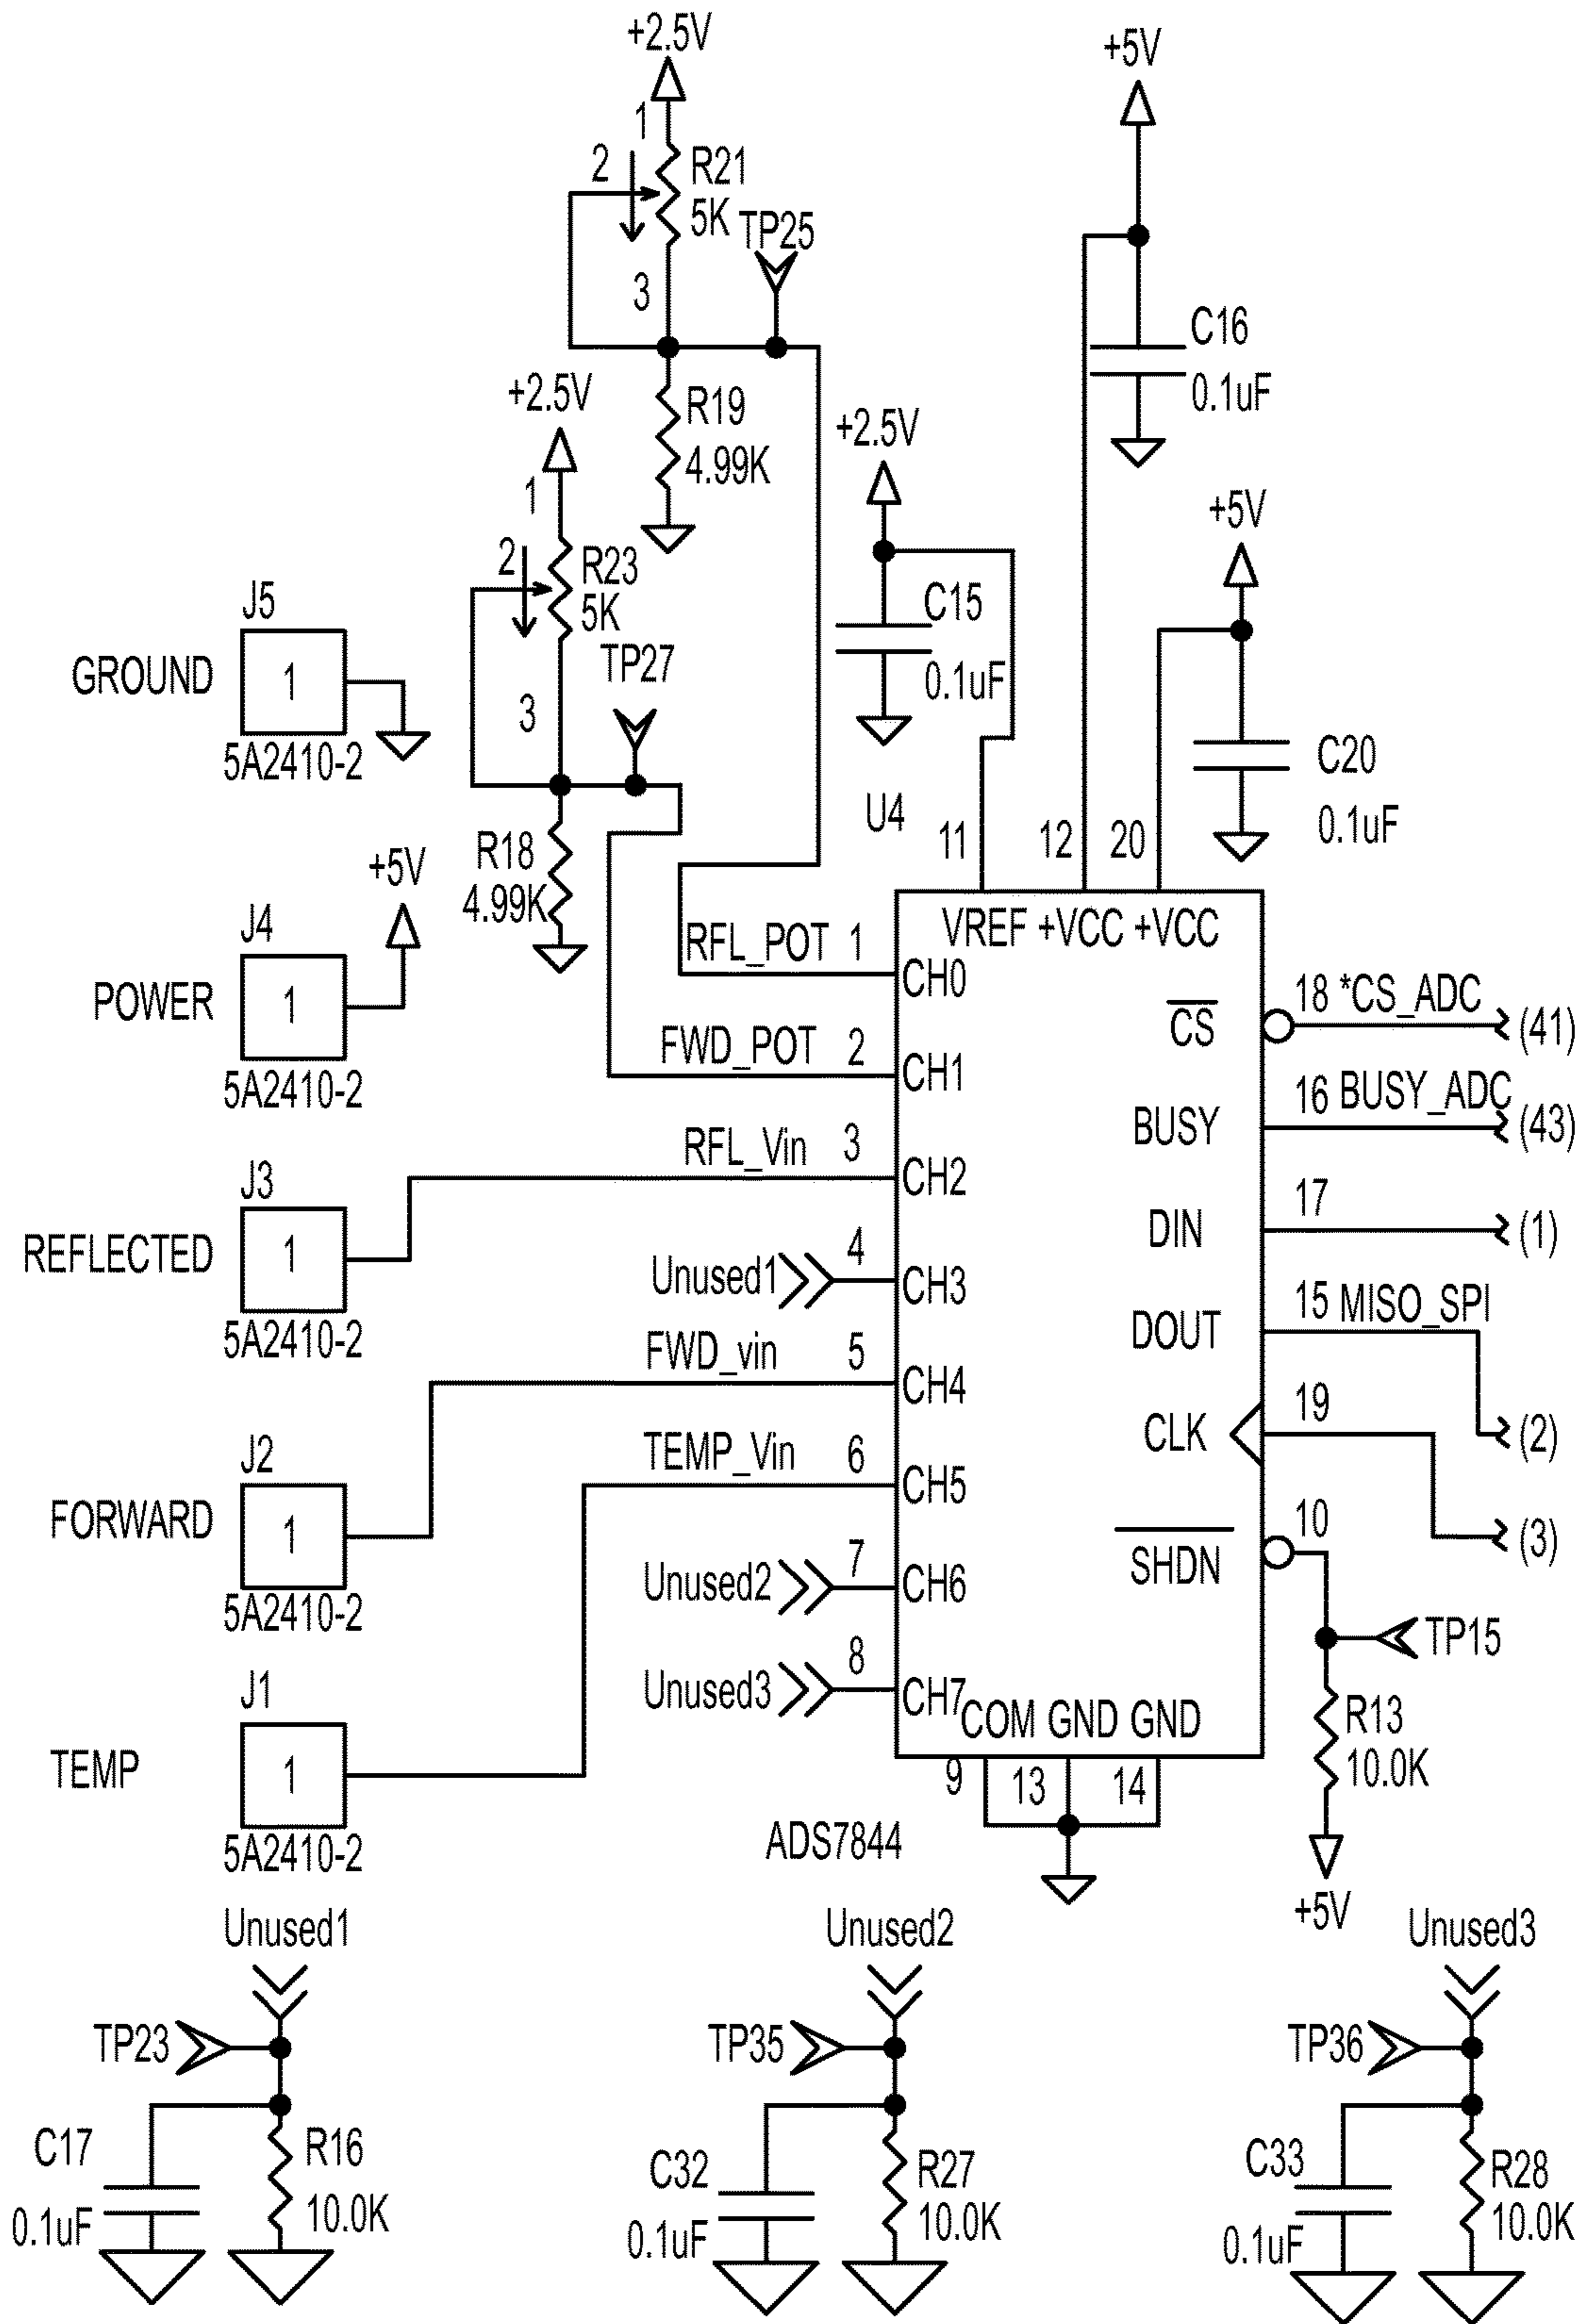 +2.5V
+5V
1
2
R21
5K
TP25
3
C16
0.1uF
+2.5V
R19
4.99K
+2.5V
1
+5V
2
R23
5K
C15
0.1uF
J5
GROUND
1
5A2410-2
TP27
3
C20
0.1uF
U4
11
12
20
R18
4.99K
+5V
J4
POWER
1
5A2410-2
VREF +VCC +VCC
RFL_POT 1
CH0
18 *CS_ADC
CS
(41)
FWD_POT 2
CH1
16 BUSY_ADC
BUSY
(43)
RFL_Vin 3
CH2
J3
REFLECTED
1
5A2410-2
17
DIN
(1)
4
Unused1
CH3
15 MISO_SPI
DOUT
(2)
FWD_vin 5
CH4
19
CLK
(3)
J2
FORWARD
1
5A2410-2
TEMP_Vin 6
CH5
10
SHDN
7
Unused2
CH6
TP15
8
Unused3
CH7
COM GND GND
R13
10.0K
J1
TEMP
1
5A2410-2
9
13
14
ADS7844
+5V
Unused1
TP23
C17
0.1uF
R16
10.0K
Unused2
TP35
C32
0.1uF
R27
10.0K
Unused3
TP36
C33
0.1uF
R28
10.0K